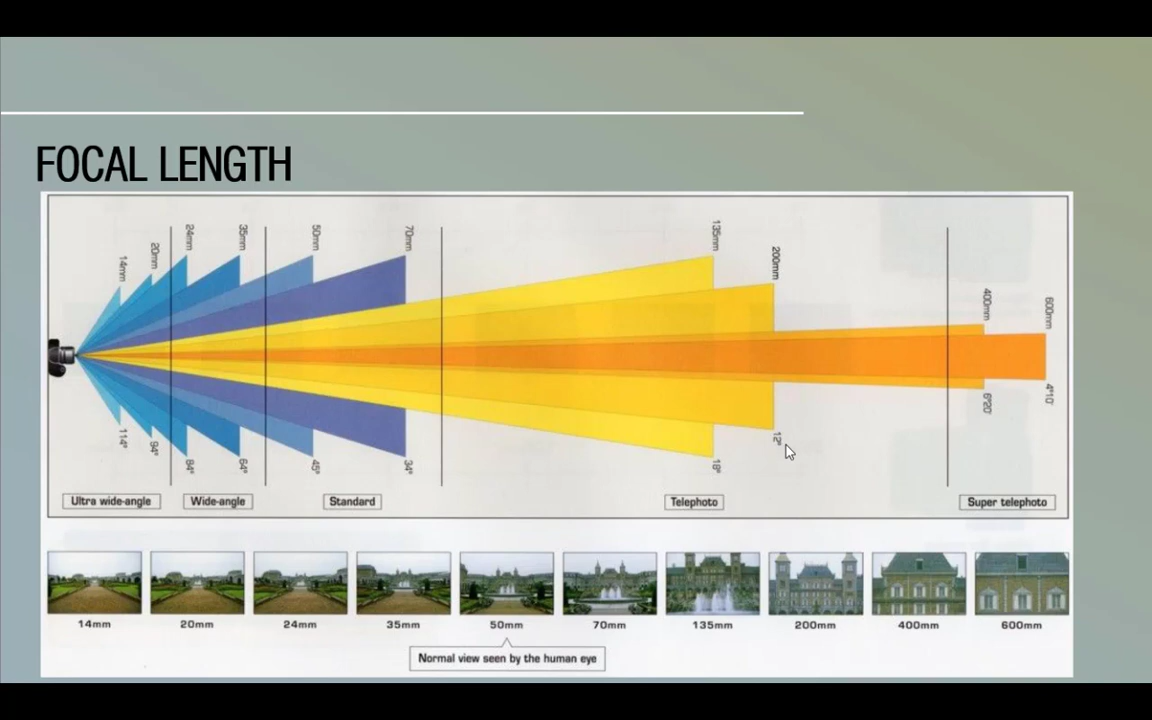 FOCAL LENGTH
14mm
20mm
24mm
35mm
50mm
70mm
135mm
200mm
400mm
600mm
114°
94°
84°
64°
45°
34°
18°
12°
6°20'
4°10'
Ultra wide-angle
Wide-angle
Standard
Telephoto
Super telephoto
14mm
20mm
24mm
35mm
50mm
70mm
135mm
200mm
400mm
600mm
Normal view seen by the human eye